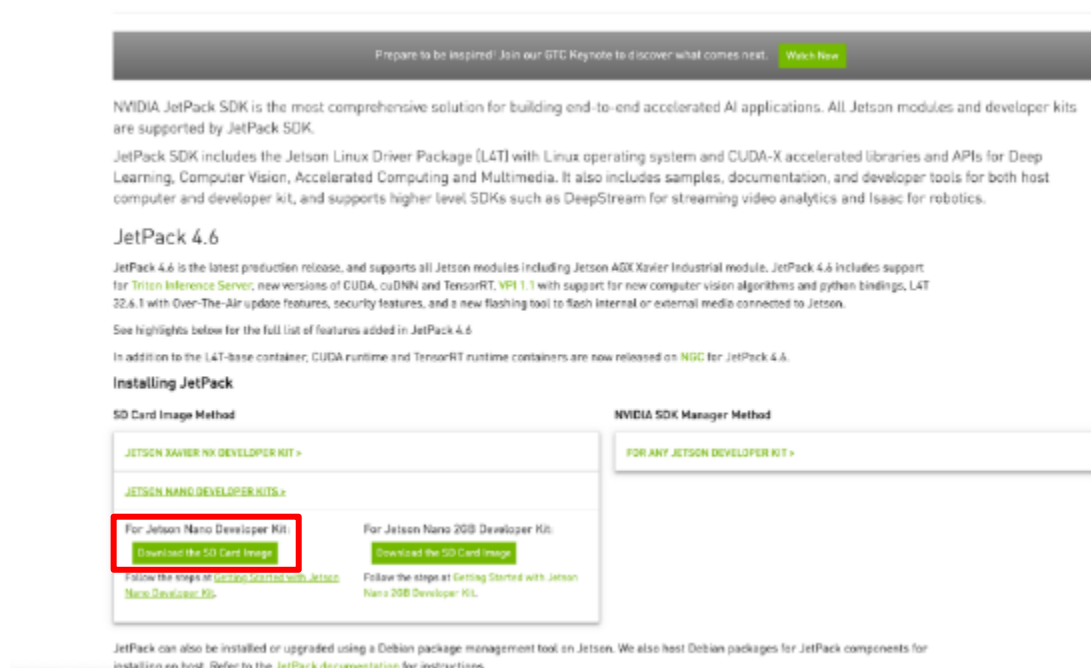 Prepare to be inspired! Join our GTC Keynote to discover what comes next. Watch Now
NVIDIA JetPack SDK is the most comprehensive solution for building end-to-end accelerated AI applications. All Jetson modules and developer kits
are supported by JetPack SDK.
JetPack SDK includes the Jetson Linux Driver Package (L4T) with Linux operating system and CUDA-X accelerated libraries and APIs for Deep
Learning, Computer Vision, Accelerated Computing and Multimedia. It also includes samples, documentation, and developer tools for both host
computer and developer kit, and supports higher level SDKs such as DeepStream for streaming video analytics and Isaac for robotics.
JetPack 4.6
JetPack 4.6 is the latest production release, and supports all Jetson modules including Jetson AGX Xavier Industrial module. JetPack 4.6 includes support
for Triton Inference Server, new versions of CUDA, cuDNN and TensorRT, VPI 1.1 with support for new computer vision algorithms and python bindings, L4T
32.6.1 with Over-The-Air update features, security features, and a new flashing tool to flash internal or external media connected to Jetson.
See highlights below for the full list of features added in JetPack 4.6
In addition to the L4T-base container, CUDA runtime and TensorRT runtime containers are now released on NGC for JetPack 4.6.
Installing JetPack
SD Card Image Method
NVIDIA SDK Manager Method
JETSON XAVIER NX DEVELOPER KIT >
FOR ANY JETSON DEVELOPER KIT >
JETSON NANO DEVELOPER KITS >
For Jetson Nano Developer Kit:
Download the SD Card Image
Follow the steps at Getting Started with Jetson
Nano Developer Kit.
For Jetson Nano 2GB Developer Kit:
Download the SD Card Image
Follow the steps at Getting Started with Jetson
Nano 2GB Developer Kit.
JetPack can also be installed or upgraded using a Debian package management tool on Jetson. We also host Debian packages for JetPack components for
installing on host. Refer to the JetPack documentation for instructions.